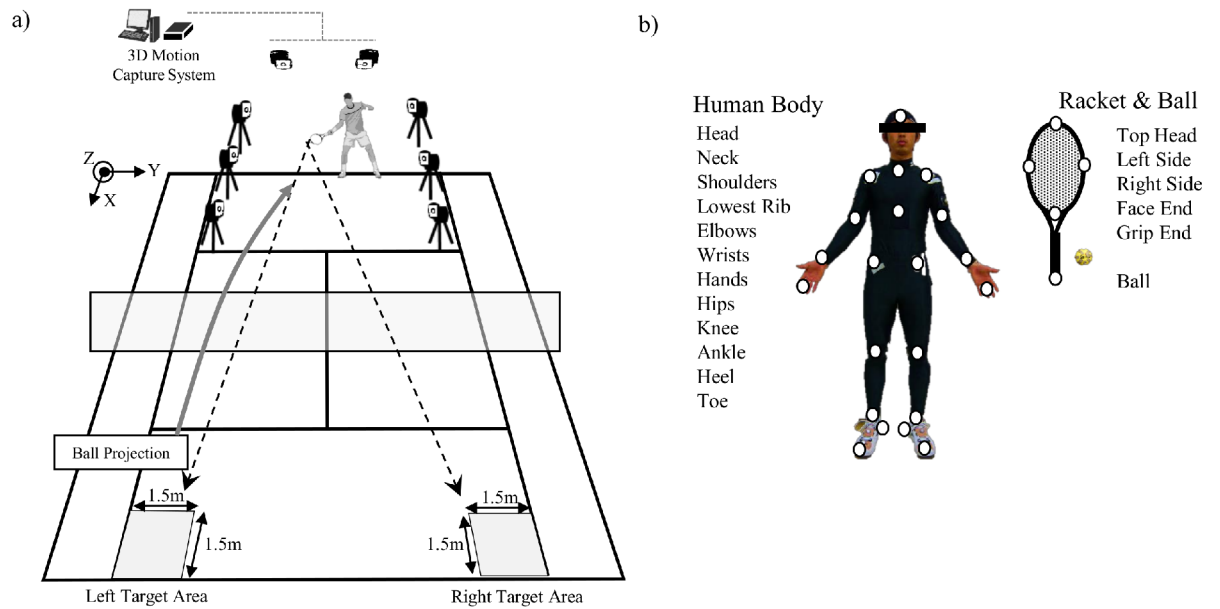 a)
3D Motion
Capture System
Z
Y
X
Ball Projection
1.5m
1.5m
1.5m
1.5m
Left Target Area
Right Target Area
b)
Human Body
Head
Neck
Shoulders
Lowest Rib
Elbows
Wrists
Hands
Hips
Knee
Ankle
Heel
Toe
Racket & Ball
Top Head
Left Side
Right Side
Face End
Grip End
Ball